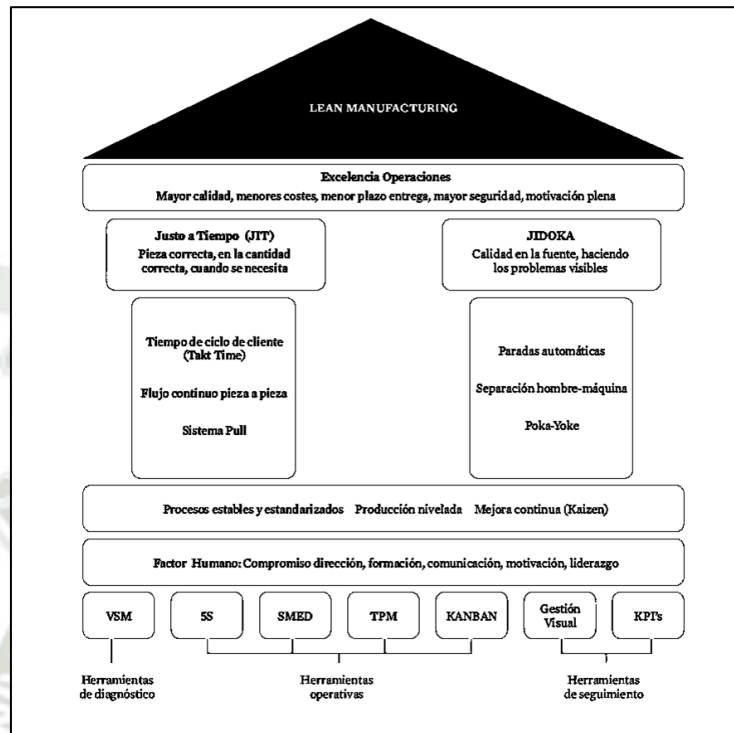 LEAN MANUFACTURING
Excelencia Operaciones
Mayor calidad, menores costes, menor plazo entrega, mayor seguridad, motivación plena
Justo a Tiempo (JIT)
Pieza correcta, en la cantidad
correcta, cuando se necesita
JIDOKA
Calidad en la fuente, haciendo
los problemas visibles
Tiempo de ciclo de cliente
(Takt Time)
Flujo continuo pieza a pieza
Sistema Pull
Paradas automáticas
Separación hombre-máquina
Poka-Yoke
Procesos estables y estandarizados Producción nivelada Mejora continua (Kaizen)
Factor Humano: Compromiso dirección, formación, comunicación, motivación, liderazgo
VSM
5S
SMED
TPM
KANBAN
Gestión
Visual
KPI's
Herramientas
de diagnóstico
Herramientas
operativas
Herramientas
de seguimiento